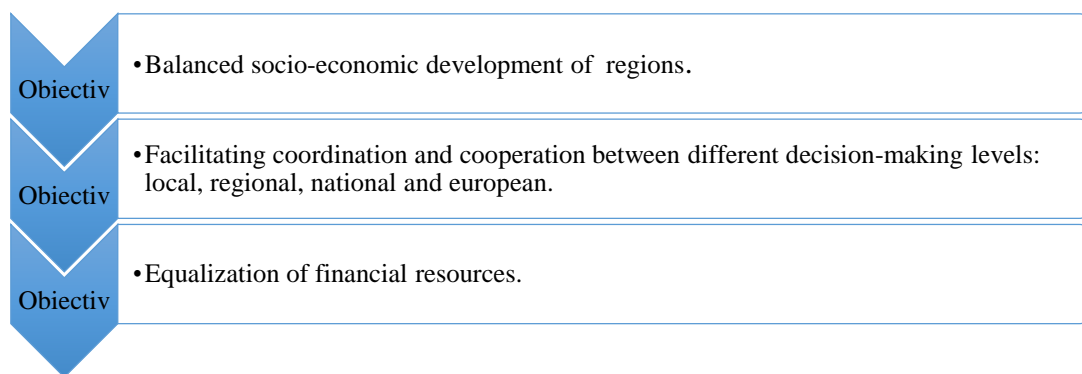 Obiectiv
•Balanced socio-economic development of regions.
Obiectiv
•Facilitating coordination and cooperation between different decision-making levels:
local, regional, national and european.
Obiectiv
•Equalization of financial resources.